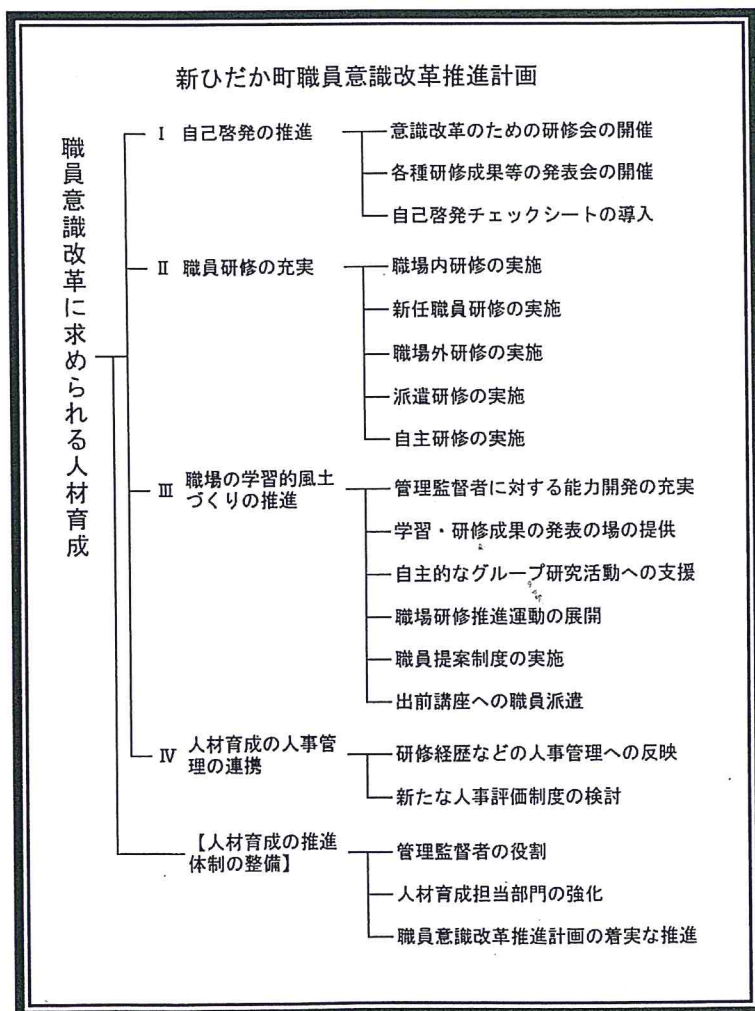 新ひだか町職員意識改革推進計画
職員意識改革に求められる人材育成
Ⅰ 自己啓発の推進
意識改革のための研修会の開催
各種研修成果等の発表会の開催
自己啓発チェックシートの導入
Ⅱ 職員研修の充実
職場内研修の実施
新任職員研修の実施
職場外研修の実施
派遣研修の実施
自主研修の実施
Ⅲ 職場の学習的風土
づくりの推進
管理監督者に対する能力開発の充実
学習・研修成果の発表の場の提供
自主的なグループ研究活動への支援
職場研修推進運動の展開
職員提案制度の実施
出前講座への職員派遣
Ⅳ 人材育成の人事管
理の連携
研修経歴などの人事管理への反映
新たな人事評価制度の検討
【人材育成の推進
体制の整備】
管理監督者の役割
人材育成担当部門の強化
職員意識改革推進計画の着実な推進